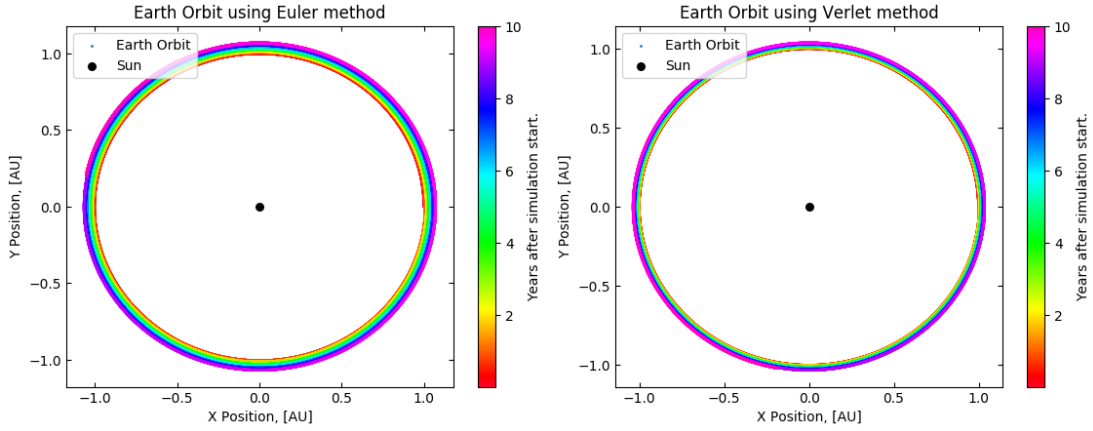 Earth Orbit using Euler method
Earth Orbit
Sun
1.0
0.5
0.0
−0.5
−1.0
Y Position, [AU]
−1.0
−0.5
0.0
0.5
1.0
X Position, [AU]
10
8
6
4
2
Years after simulation start.
Earth Orbit using Verlet method
Earth Orbit
Sun
1.0
0.5
0.0
−0.5
−1.0
Y Position, [AU]
−1.0
−0.5
0.0
0.5
1.0
X Position, [AU]
10
8
6
4
2
Years after simulation start.